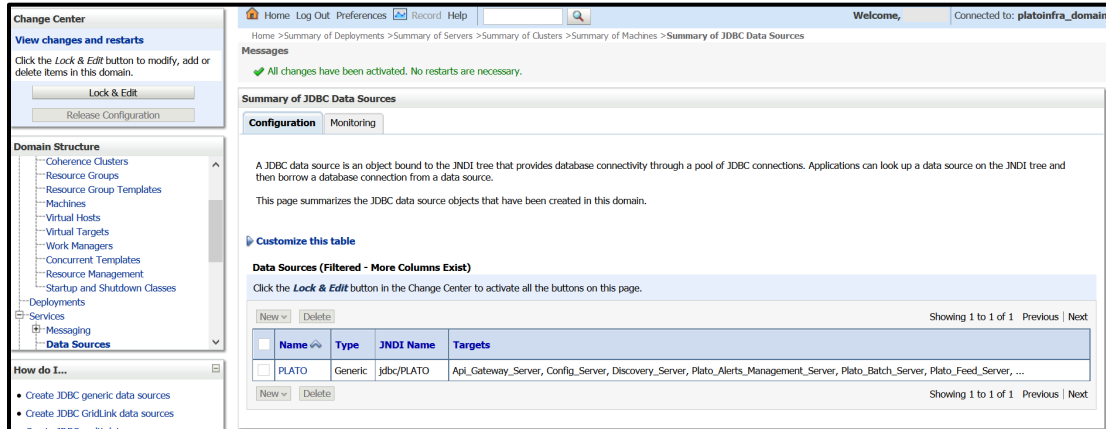 Change Center
View changes and restarts
Click the Lock & Edit button to modify, add or
delete items in this domain.
Lock & Edit
Release Configuration
Domain Structure
Coherence Clusters
Resource Groups
Resource Group Templates
Machines
Virtual Hosts
Virtual Targets
Work Managers
Concurrent Templates
Resource Management
Startup and Shutdown Classes
Deployments
Services
Messaging
Data Sources
How do I...
Create JDBC generic data sources
Create JDBC GridLink data sources
Home Log Out Preferences Record Help
Welcome,
Connected to: platoinfra_domain
Home >Summary of Deployments >Summary of Servers >Summary of Clusters >Summary of Machines >Summary of JDBC Data Sources
Messages
All changes have been activated. No restarts are necessary.
Summary of JDBC Data Sources
Configuration Monitoring
A JDBC data source is an object bound to the JNDI tree that provides database connectivity through a pool of JDBC connections. Applications can look up a data source on the JNDI tree and
then borrow a database connection from a data source.
This page summarizes the JDBC data source objects that have been created in this domain.
Customize this table
Data Sources (Filtered - More Columns Exist)
Click the Lock & Edit button in the Change Center to activate all the buttons on this page.
New Delete Showing 1 to 1 of 1 Previous | Next
Name Type JNDI Name Targets
PLATO Generic jdbc/PLATO Api_Gateway_Server, Config_Server, Discovery_Server, Plato_Alerts_Management_Server, Plato_Batch_Server, Plato_Feed_Server, ...
New Delete Showing 1 to 1 of 1 Previous | Next